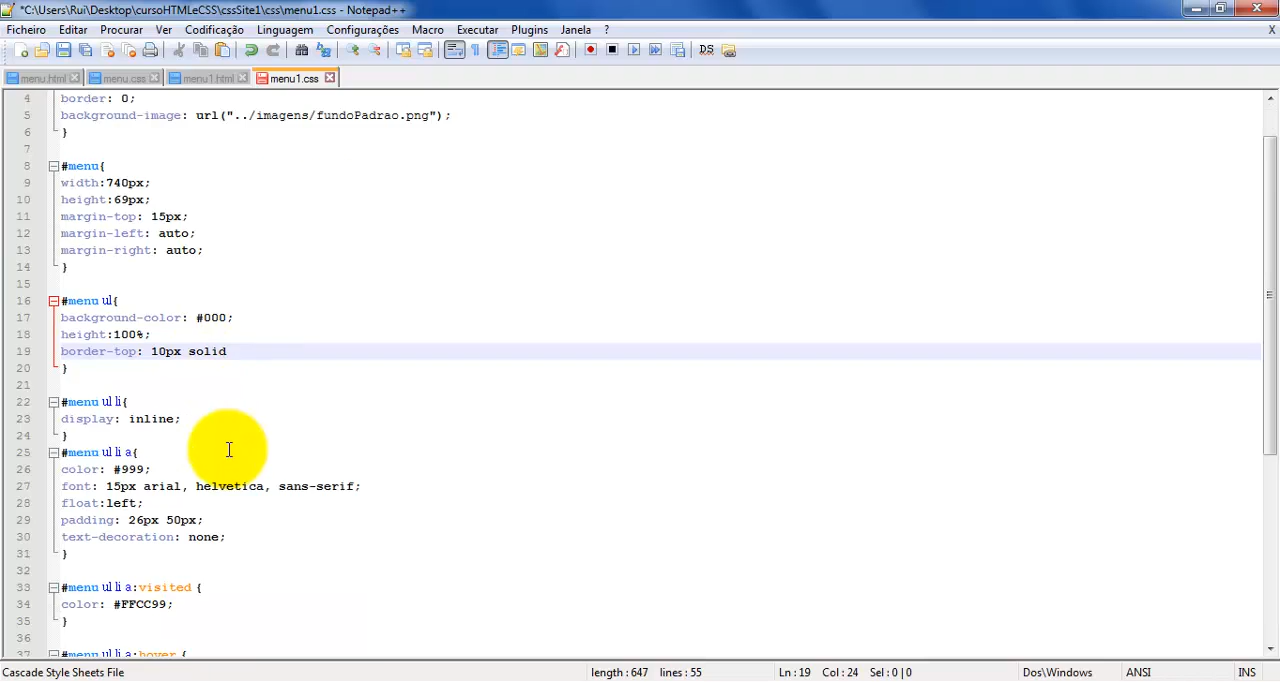 *C:\Users\Rui\Desktop\cursoHTMLeCSS\cssSite1\css\menu1.css - Notepad++
Ficheiro Editar Procurar Ver Codificação Linguagem Configurações Macro Executar Plugins Janela ? X
menu.html menu.css menu1.html menu1.css
4 border: 0;
5 background-image: url("../imagens/fundoPadrao.png");
6 }
7
8 #menu{
9 width:740px;
10 height:69px;
11 margin-top: 15px;
12 margin-left: auto;
13 margin-right: auto;
14 }
15
16 #menu ul{
17 background-color: #000;
18 height:100%;
19 border-top: 10px solid
20 }
21
22 #menu ul li{
23 display: inline;
24 }
25 #menu ul li a{
26 color: #999;
27 font: 15px arial, helvetica, sans-serif;
28 float:left;
29 padding: 26px 50px;
30 text-decoration: none;
31 }
32
33 #menu ul li a:visited {
34 color: #FFCC99;
35 }
36
37 #menu ul li a:hover {
Cascade Style Sheets File length : 647 lines : 55 Ln : 19 Col : 24 Sel : 0 | 0 Dos\Windows ANSI INS